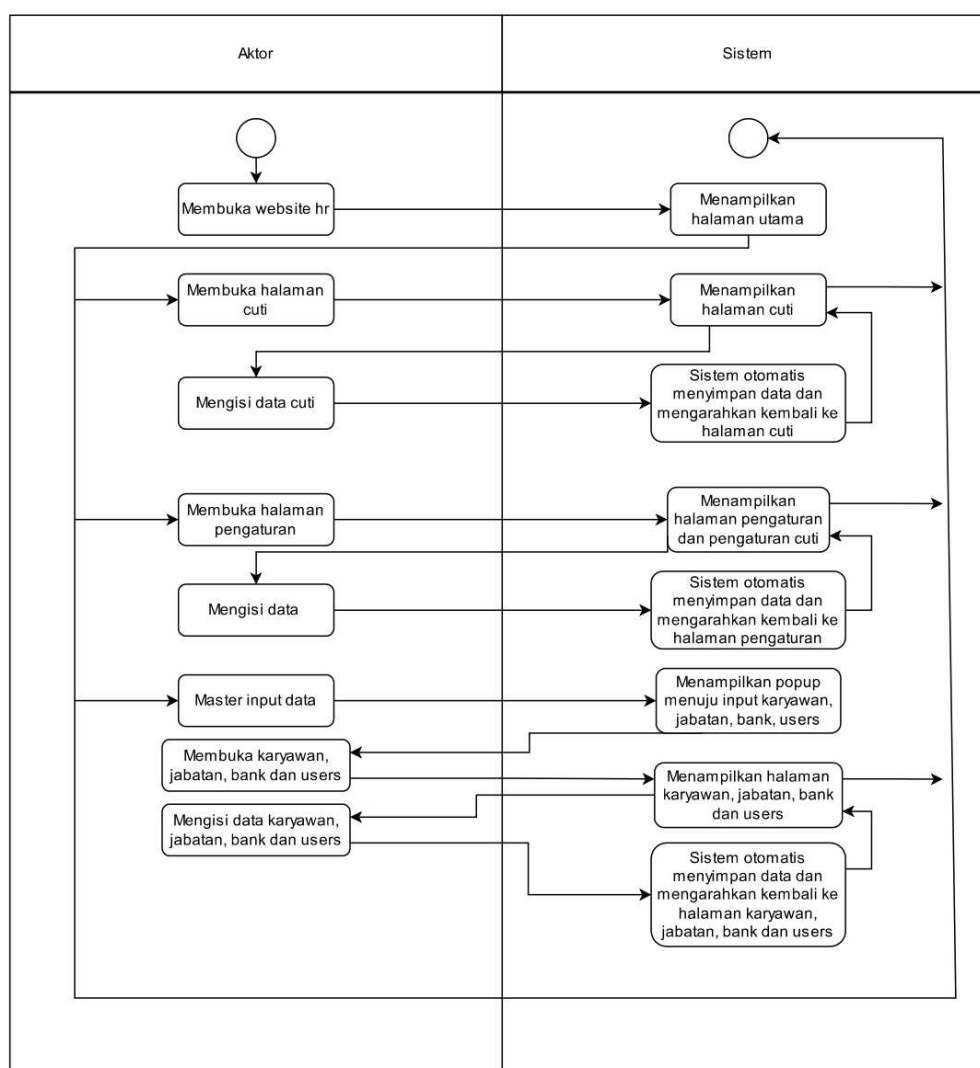 Aktor
Sistem
Membuka website hr
Menampilkan
halaman utama
Membuka halaman
cuti
Menampilkan
halaman cuti
Mengisi data cuti
Sistem otomatis
menyimpan data dan
mengarahkan kembali ke
halaman cuti
Membuka halaman
pengaturan
Menampilkan
halaman pengaturan
dan pengaturan cuti
Mengisi data
Sistem otomatis
menyimpan data dan
mengarahkan kembali ke
halaman pengaturan
Master input data
Menampilkan popup
menuju input karyawan,
jabatan, bank, users
Membuka karyawan,
jabatan, bank dan users
Menampilkan halaman
karyawan, jabatan, bank
dan users
Mengisi data karyawan,
jabatan, bank dan users
Sistem otomatis
menyimpan data dan
mengarahkan kembali ke
halaman karyawan,
jabatan, bank dan users